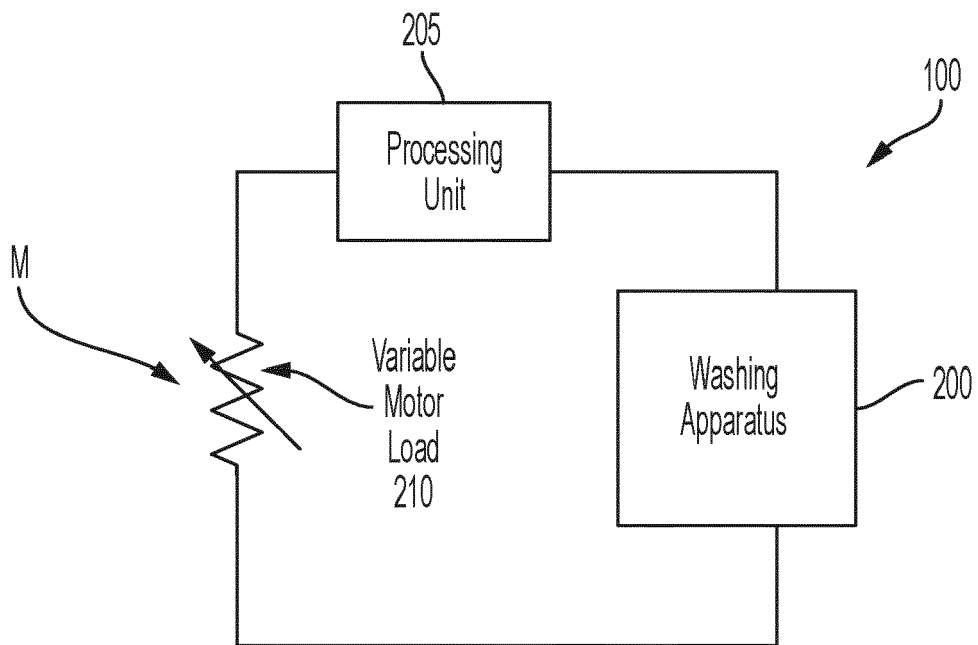 205
100
Processing
Unit
M
Variable
Motor
Load
210
Washing
Apparatus
200